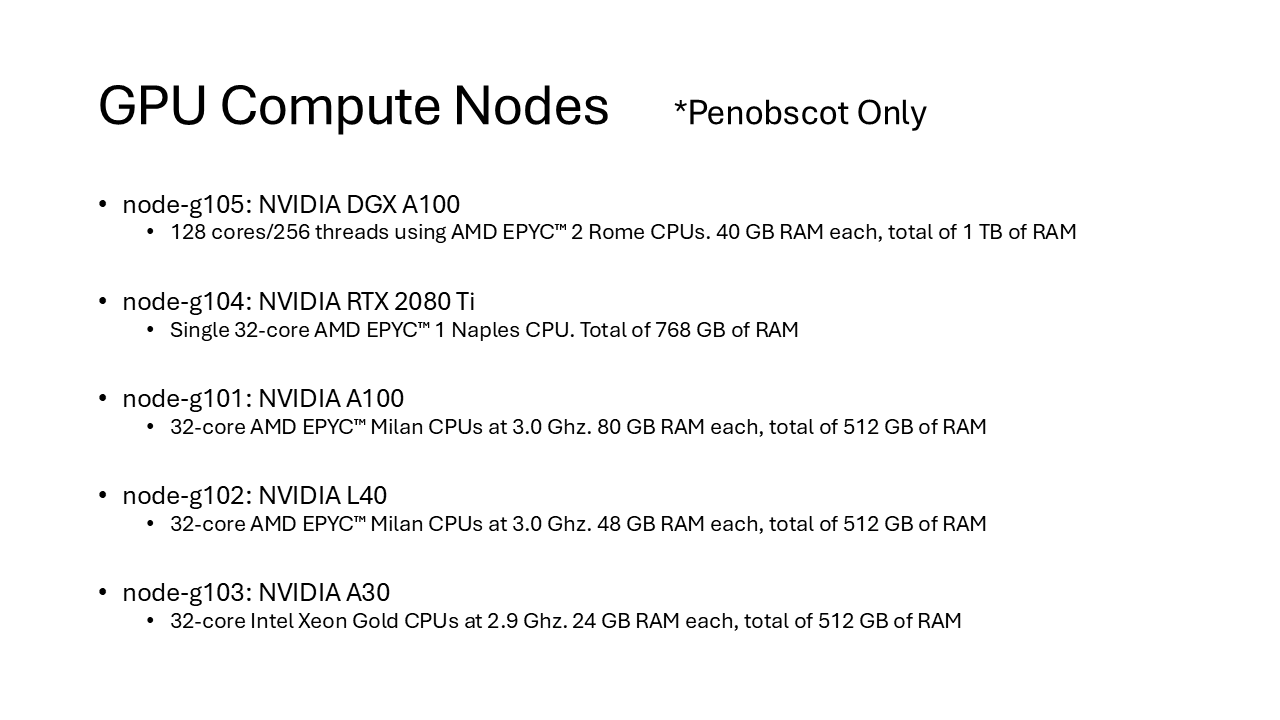 GPU Compute Nodes *Penobscot Only
• node-g105: NVIDIA DGX A100
• 128 cores/256 threads using AMD EPYC™ 2 Rome CPUs. 40 GB RAM each, total of 1 TB of RAM
• node-g104: NVIDIA RTX 2080 Ti
• Single 32-core AMD EPYC™ 1 Naples CPU. Total of 768 GB of RAM
• node-g101: NVIDIA A100
• 32-core AMD EPYC™ Milan CPUs at 3.0 Ghz. 80 GB RAM each, total of 512 GB of RAM
• node-g102: NVIDIA L40
• 32-core AMD EPYC™ Milan CPUs at 3.0 Ghz. 48 GB RAM each, total of 512 GB of RAM
• node-g103: NVIDIA A30
• 32-core Intel Xeon Gold CPUs at 2.9 Ghz. 24 GB RAM each, total of 512 GB of RAM